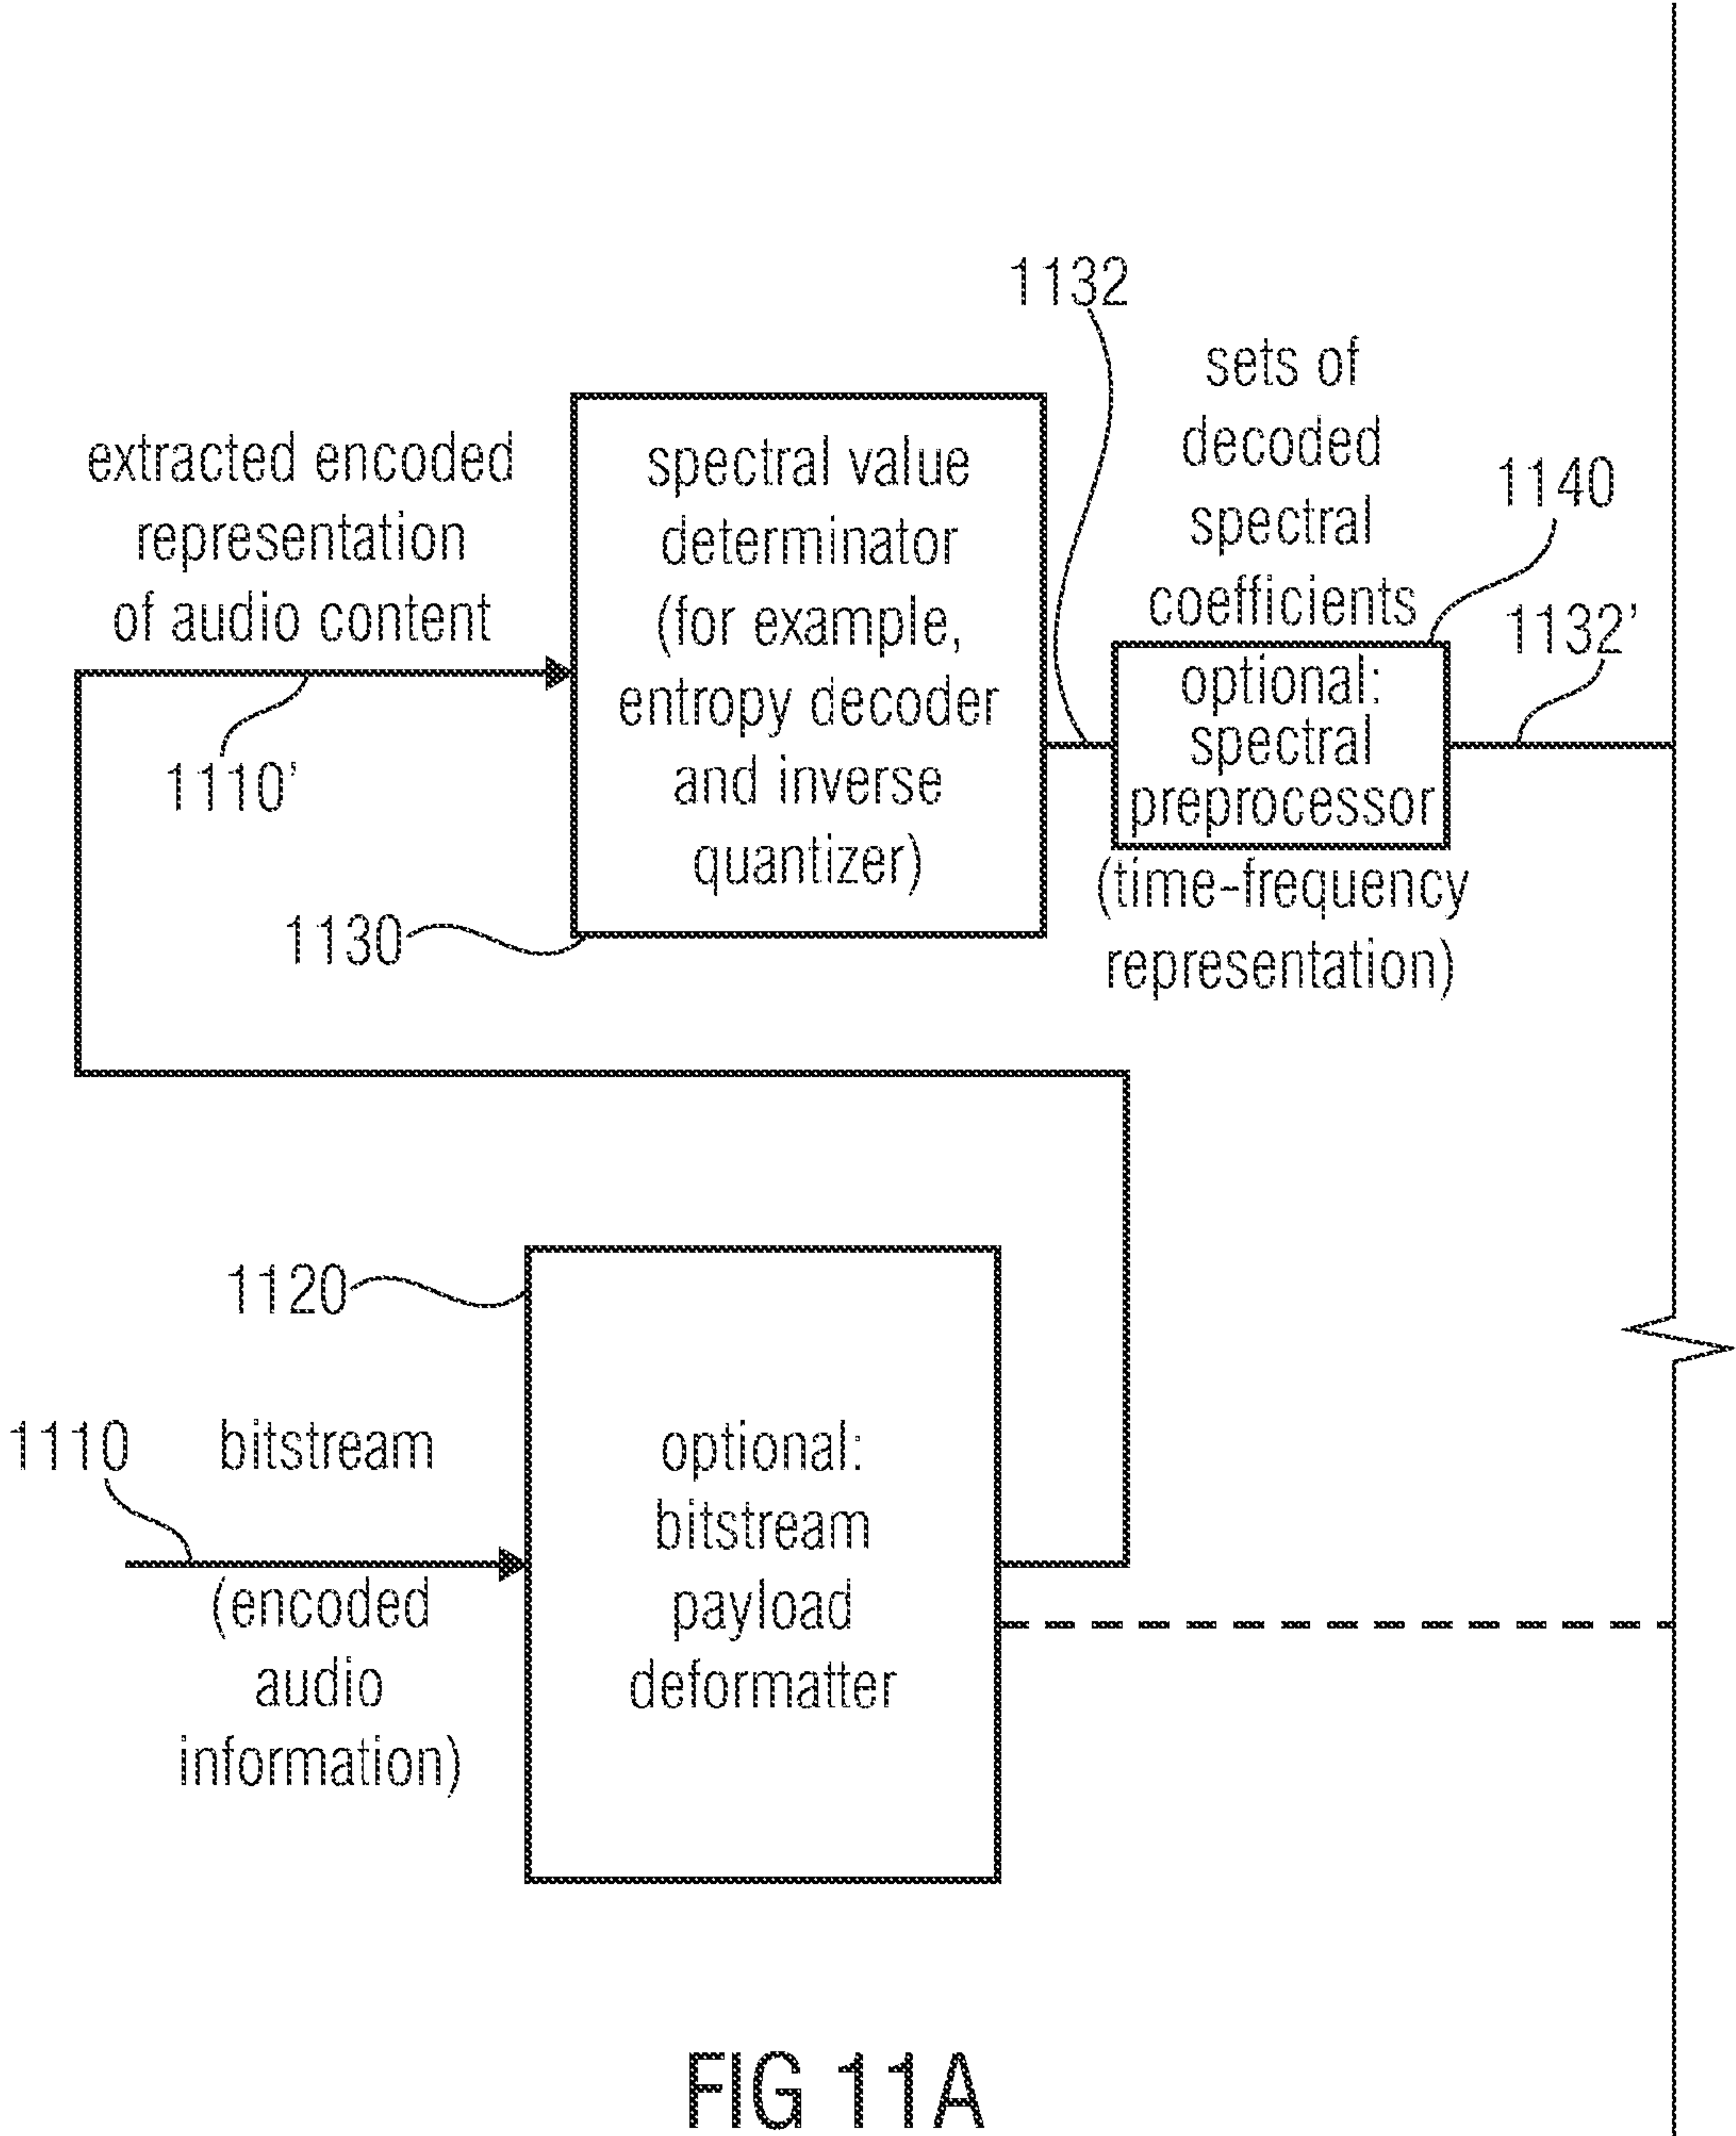 1132
sets of
decoded
spectral
coefficients
1140
1132’
extracted encoded
representation
of audio content
1110’
spectral value
determinator
(for example,
entropy decoder
and inverse
quantizer)
1130
optional:
spectral
preprocessor
(time-frequency
representation)
1120
1110
bitstream
(encoded
audio
information)
optional:
bitstream
payload
deformatter
FIG 11A